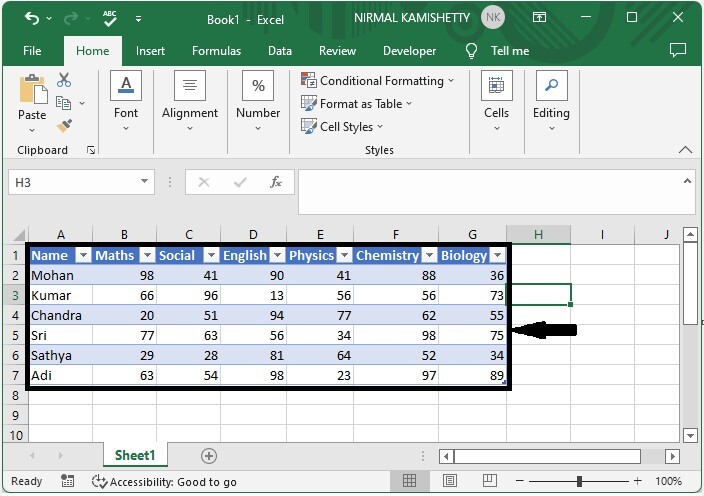 ABC Book1 - Excel NIRMAL KAMISHETTY NK
File Home Insert Formulas Data Review Developer Tell me
Paste Font Alignment % Number Conditional Formatting Format as Table Cell Styles Cells Editing
Clipboard Styles
H3 fx
A B C D E F G H I J
1 Name Maths Social English Physics Chemistry Biology
2 Mohan 98 41 90 41 88 36
3 Kumar 66 96 13 56 56 73
4 Chandra 20 51 94 77 62 55
5 Sri 77 63 56 34 98 75
6 Sathya 29 28 81 64 52 34
7 Adi 63 54 98 23 97 89
8
9
10
Sheet1
Ready Accessibility: Good to go 100%